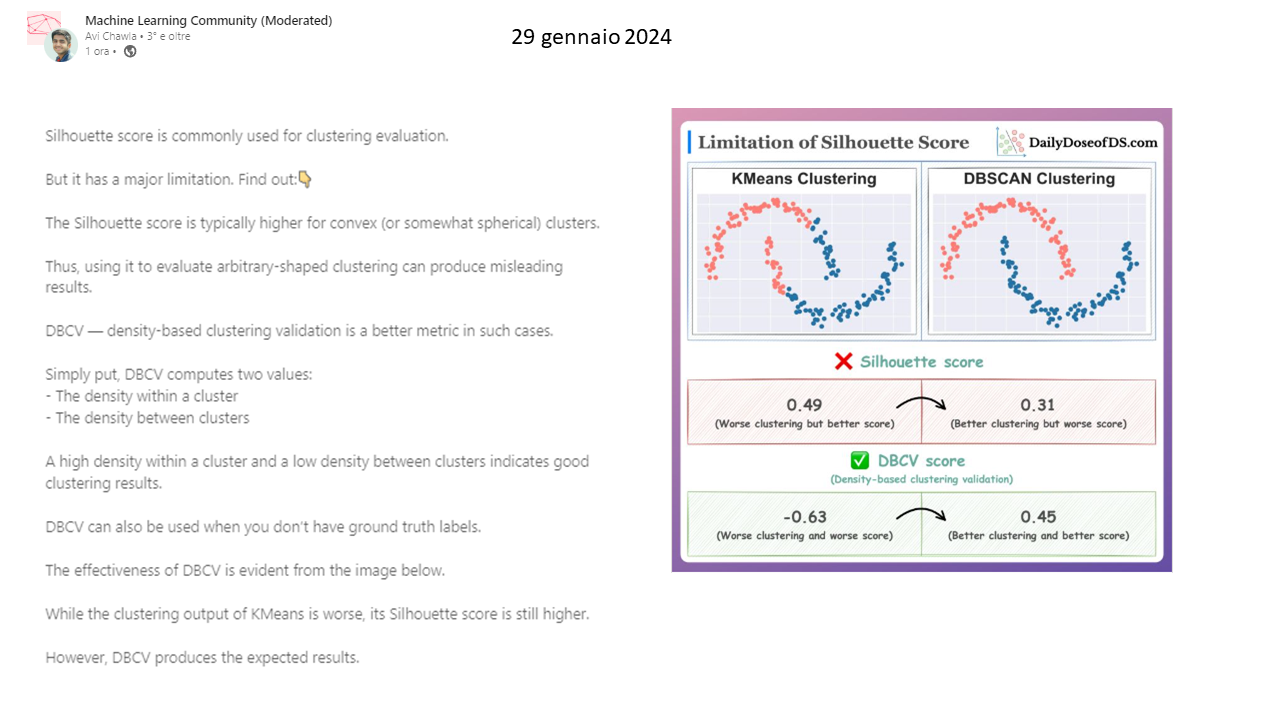 Machine Learning Community (Moderated)
Avi Chawla • 3° e oltre
1 ora •
29 gennaio 2024
Silhouette score is commonly used for clustering evaluation.
But it has a major limitation. Find out:👇
The Silhouette score is typically higher for convex (or somewhat spherical) clusters.
Thus, using it to evaluate arbitrary-shaped clustering can produce misleading
results.
DBCV — density-based clustering validation is a better metric in such cases.
Simply put, DBCV computes two values:
- The density within a cluster
- The density between clusters
A high density within a cluster and a low density between clusters indicates good
clustering results.
DBCV can also be used when you don’t have ground truth labels.
The effectiveness of DBCV is evident from the image below.
While the clustering output of KMeans is worse, its Silhouette score is still higher.
However, DBCV produces the expected results.
Limitation of Silhouette Score
DailyDoseofDS.com
KMeans Clustering
DBSCAN Clustering
❌ Silhouette score
0.49
(Worse clustering but better score)
0.31
(Better clustering but worse score)
✅ DBCV score
(Density-based clustering validation)
-0.63
(Worse clustering and worse score)
0.45
(Better clustering and better score)